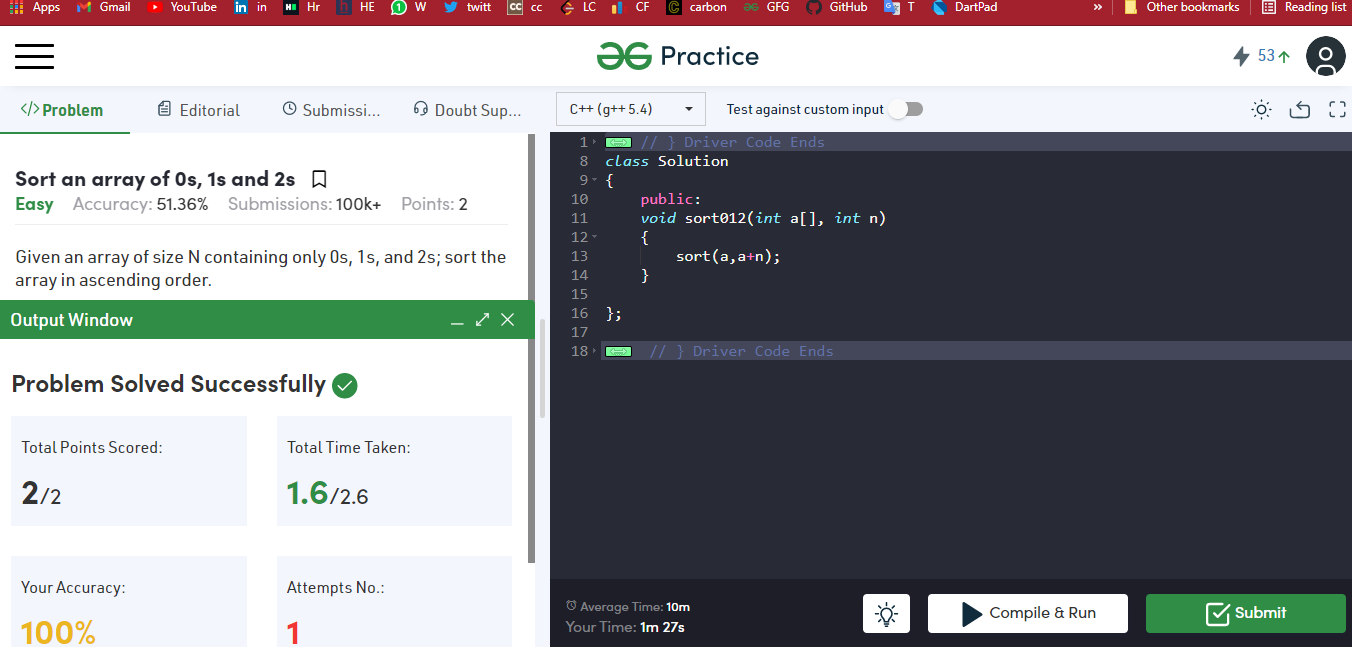 Apps Gmail YouTube in Hr HE W twitt CC cc LC CF carbon GFG GitHub T DartPad » Other bookmarks Reading list
Practice
53
</> Problem Editorial Submissi... Doubt Sup...
C++ (g++ 5.4) Test against custom input
Sort an array of 0s, 1s and 2s
Easy Accuracy: 51.36% Submissions: 100k+ Points: 2
Given an array of size N containing only 0s, 1s, and 2s; sort the
array in ascending order.
Output Window
Problem Solved Successfully
Total Points Scored:
2/2
Total Time Taken:
1.6/2.6
Your Accuracy:
100%
Attempts No.:
1
1 // } Driver Code Ends
8 class Solution
9 {
10 public:
11 void sort012(int a[], int n)
12 {
13 sort(a,a+n);
14 }
15
16 };
17
18 // } Driver Code Ends
Average Time: 10m
Your Time: 1m 27s
Compile & Run
Submit